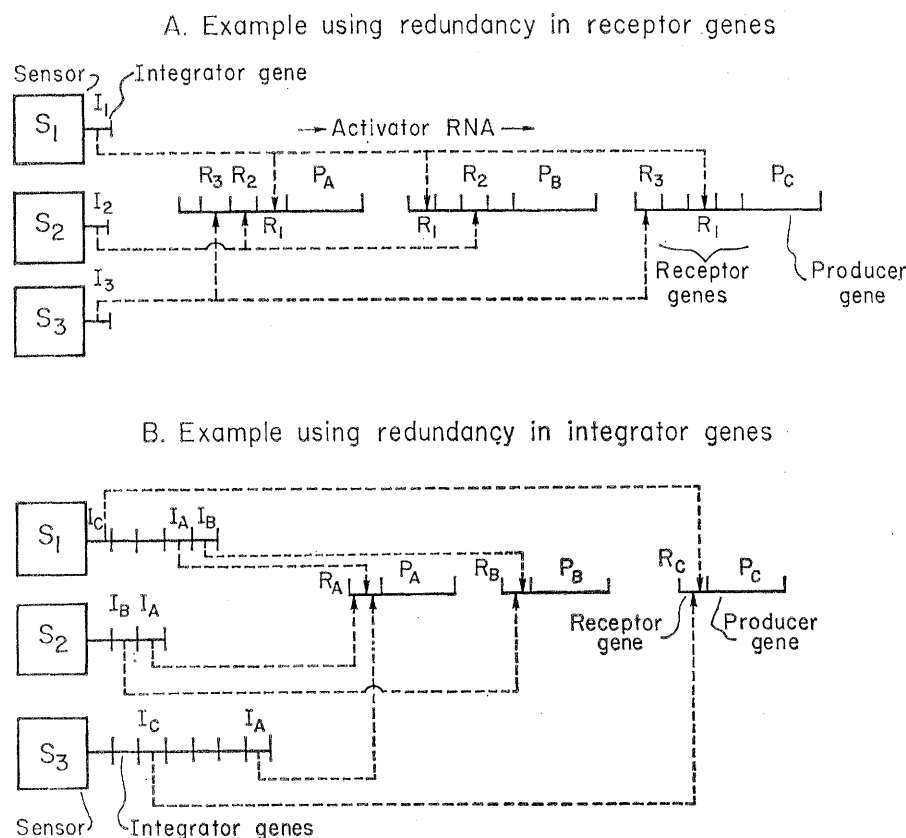 A. Example using redundancy in receptor genes
Sensor Integrator gene
S1 I1
→ Activator RNA →
R3 R2 PA R2 PB R3 PC
S2 I2
R1 R1 R1
I3
S3
Receptor genes
Producer gene
B. Example using redundancy in integrator genes
S1 IC IA IB
RA PA RB PB RC PC
S2 IB IA
Receptor gene
Producer gene
S3 IC IA
Sensor Integrator genes